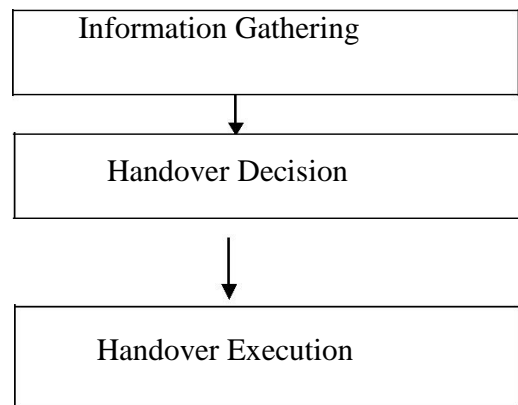 Information Gathering
Handover Decision
Handover Execution